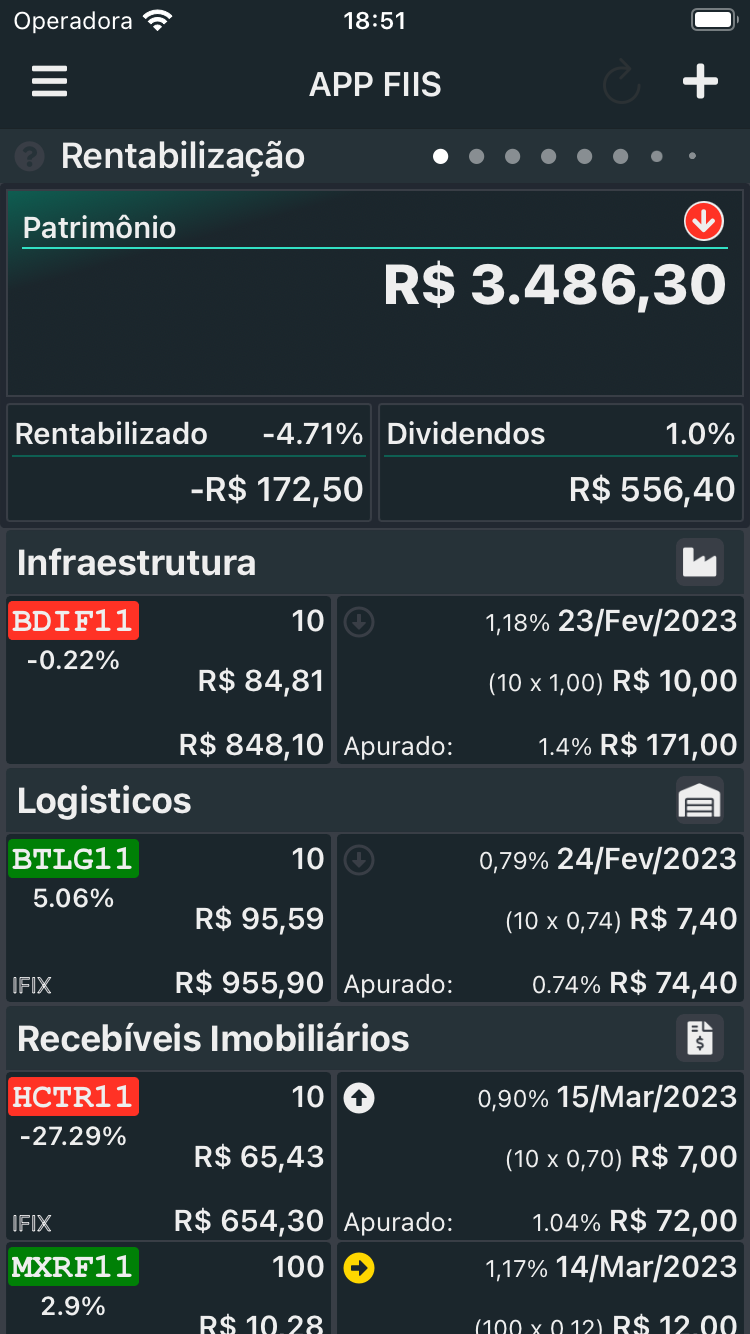 Operadora 18:51
APP FIIS
? Rentabilização
Patrimônio
R$ 3.486,30
Rentabilizado -4.71%
-R$ 172,50
Dividendos 1.0%
R$ 556,40
Infraestrutura
BDIF11 10
-0.22%
R$ 84,81
R$ 848,10
1,18% 23/Fev/2023
(10 x 1,00) R$ 10,00
Apurado: 1.4% R$ 171,00
Logisticos
BTLG11 10
5.06%
R$ 95,59
IFIX R$ 955,90
0,79% 24/Fev/2023
(10 x 0,74) R$ 7,40
Apurado: 0.74% R$ 74,40
Recebíveis Imobiliários
$
HCTR11 10
-27.29%
R$ 65,43
IFIX R$ 654,30
0,90% 15/Mar/2023
(10 x 0,70) R$ 7,00
Apurado: 1.04% R$ 72,00
MXRF11 100
2.9%
R$ 10,28
1,17% 14/Mar/2023
(100 x 0,12) R$ 12,00